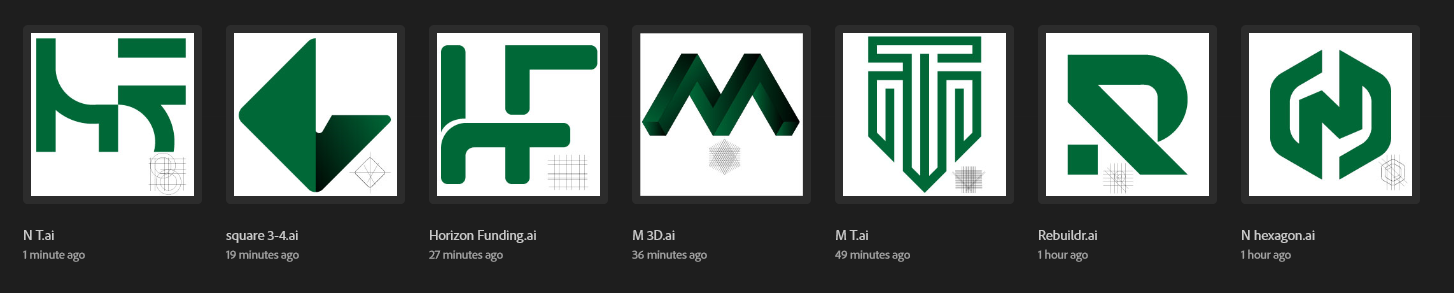 N T.ai
1 minute ago
square 3-4.ai
19 minutes ago
Horizon Funding.ai
27 minutes ago
M 3D.ai
36 minutes ago
M T.ai
49 minutes ago
Rebuildr.ai
1 hour ago
N hexagon.ai
1 hour ago